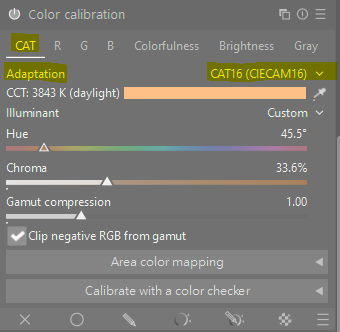 Color calibration
CAT R G B Colorfulness Brightness Gray
Adaptation CAT16 (CIECAM16)
CCT: 3843 K (daylight)
Illuminant Custom
Hue 45.5°
Chroma 33.6%
Gamut compression 1.00
Clip negative RGB from gamut
Area color mapping
Calibrate with a color checker